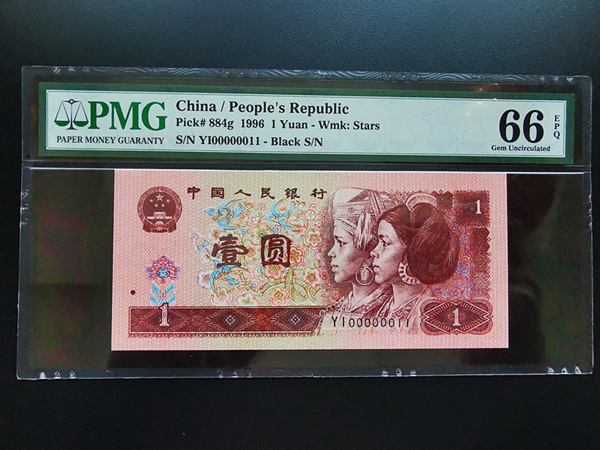 PMG
PAPER MONEY GUARANTY
China / People's Republic
Pick# 884g 1996 1 Yuan - Wmk: Stars
S/N YI00000011 - Black S/N
66 EPQ
Gem Uncirculated
中国人民银行
1
壹圆
YI00000011
1
1